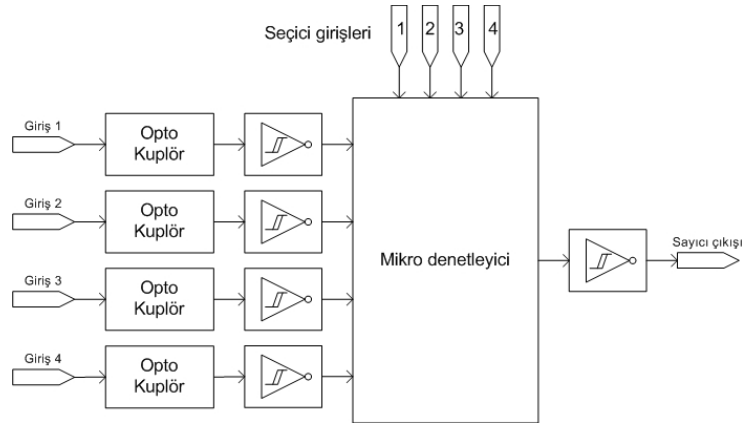 Seçici girişleri
1 2 3 4
Giriş 1
Opto
Kuplör
Giriş 2
Opto
Kuplör
Giriş 3
Opto
Kuplör
Giriş 4
Opto
Kuplör
Mikro denetleyici
Sayıcı çıkışı